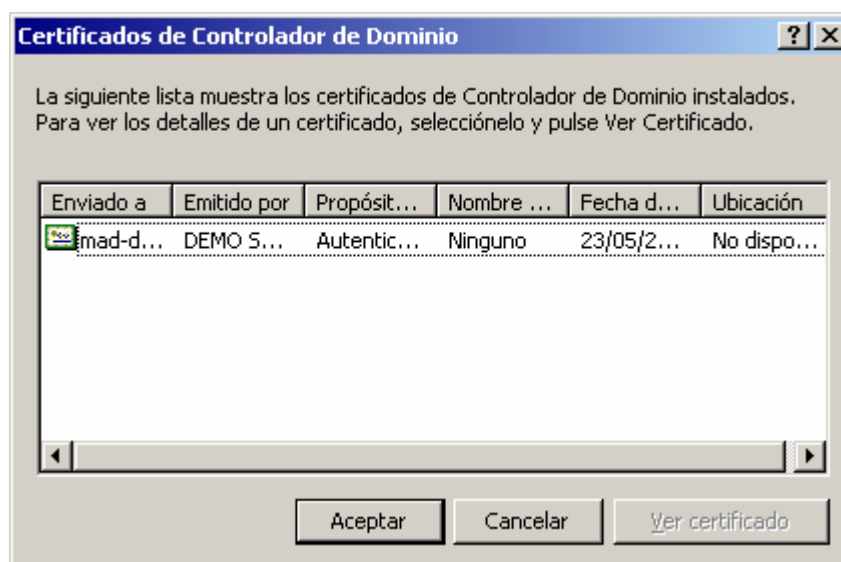 Certificados de Controlador de Dominio
La siguiente lista muestra los certificados de Controlador de Dominio instalados.
Para ver los detalles de un certificado, selecciónelo y pulse Ver Certificado.
Enviado a Emitido por Propósit... Nombre ... Fecha d... Ubicación
mad-d... DEMO S... Autentic... Ninguno 23/05/2... No dispo...
Aceptar Cancelar Ver certificado